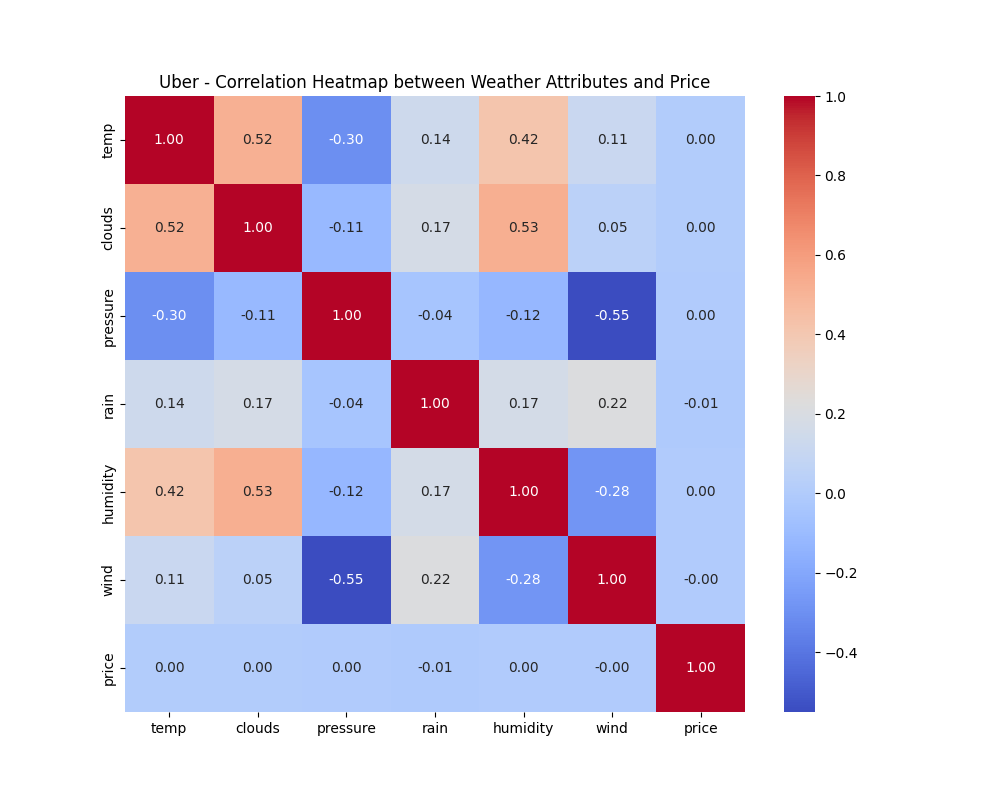 Uber - Correlation Heatmap between Weather Attributes and Price
temp 1.00 0.52 -0.30 0.14 0.42 0.11 0.00
clouds 0.52 1.00 -0.11 0.17 0.53 0.05 0.00
pressure -0.30 -0.11 1.00 -0.04 -0.12 -0.55 0.00
rain 0.14 0.17 -0.04 1.00 0.17 0.22 -0.01
humidity 0.42 0.53 -0.12 0.17 1.00 -0.28 0.00
wind 0.11 0.05 -0.55 0.22 -0.28 1.00 -0.00
price 0.00 0.00 0.00 -0.01 0.00 -0.00 1.00
temp clouds pressure rain humidity wind price
1.0
0.8
0.6
0.4
0.2
0.0
−0.2
−0.4